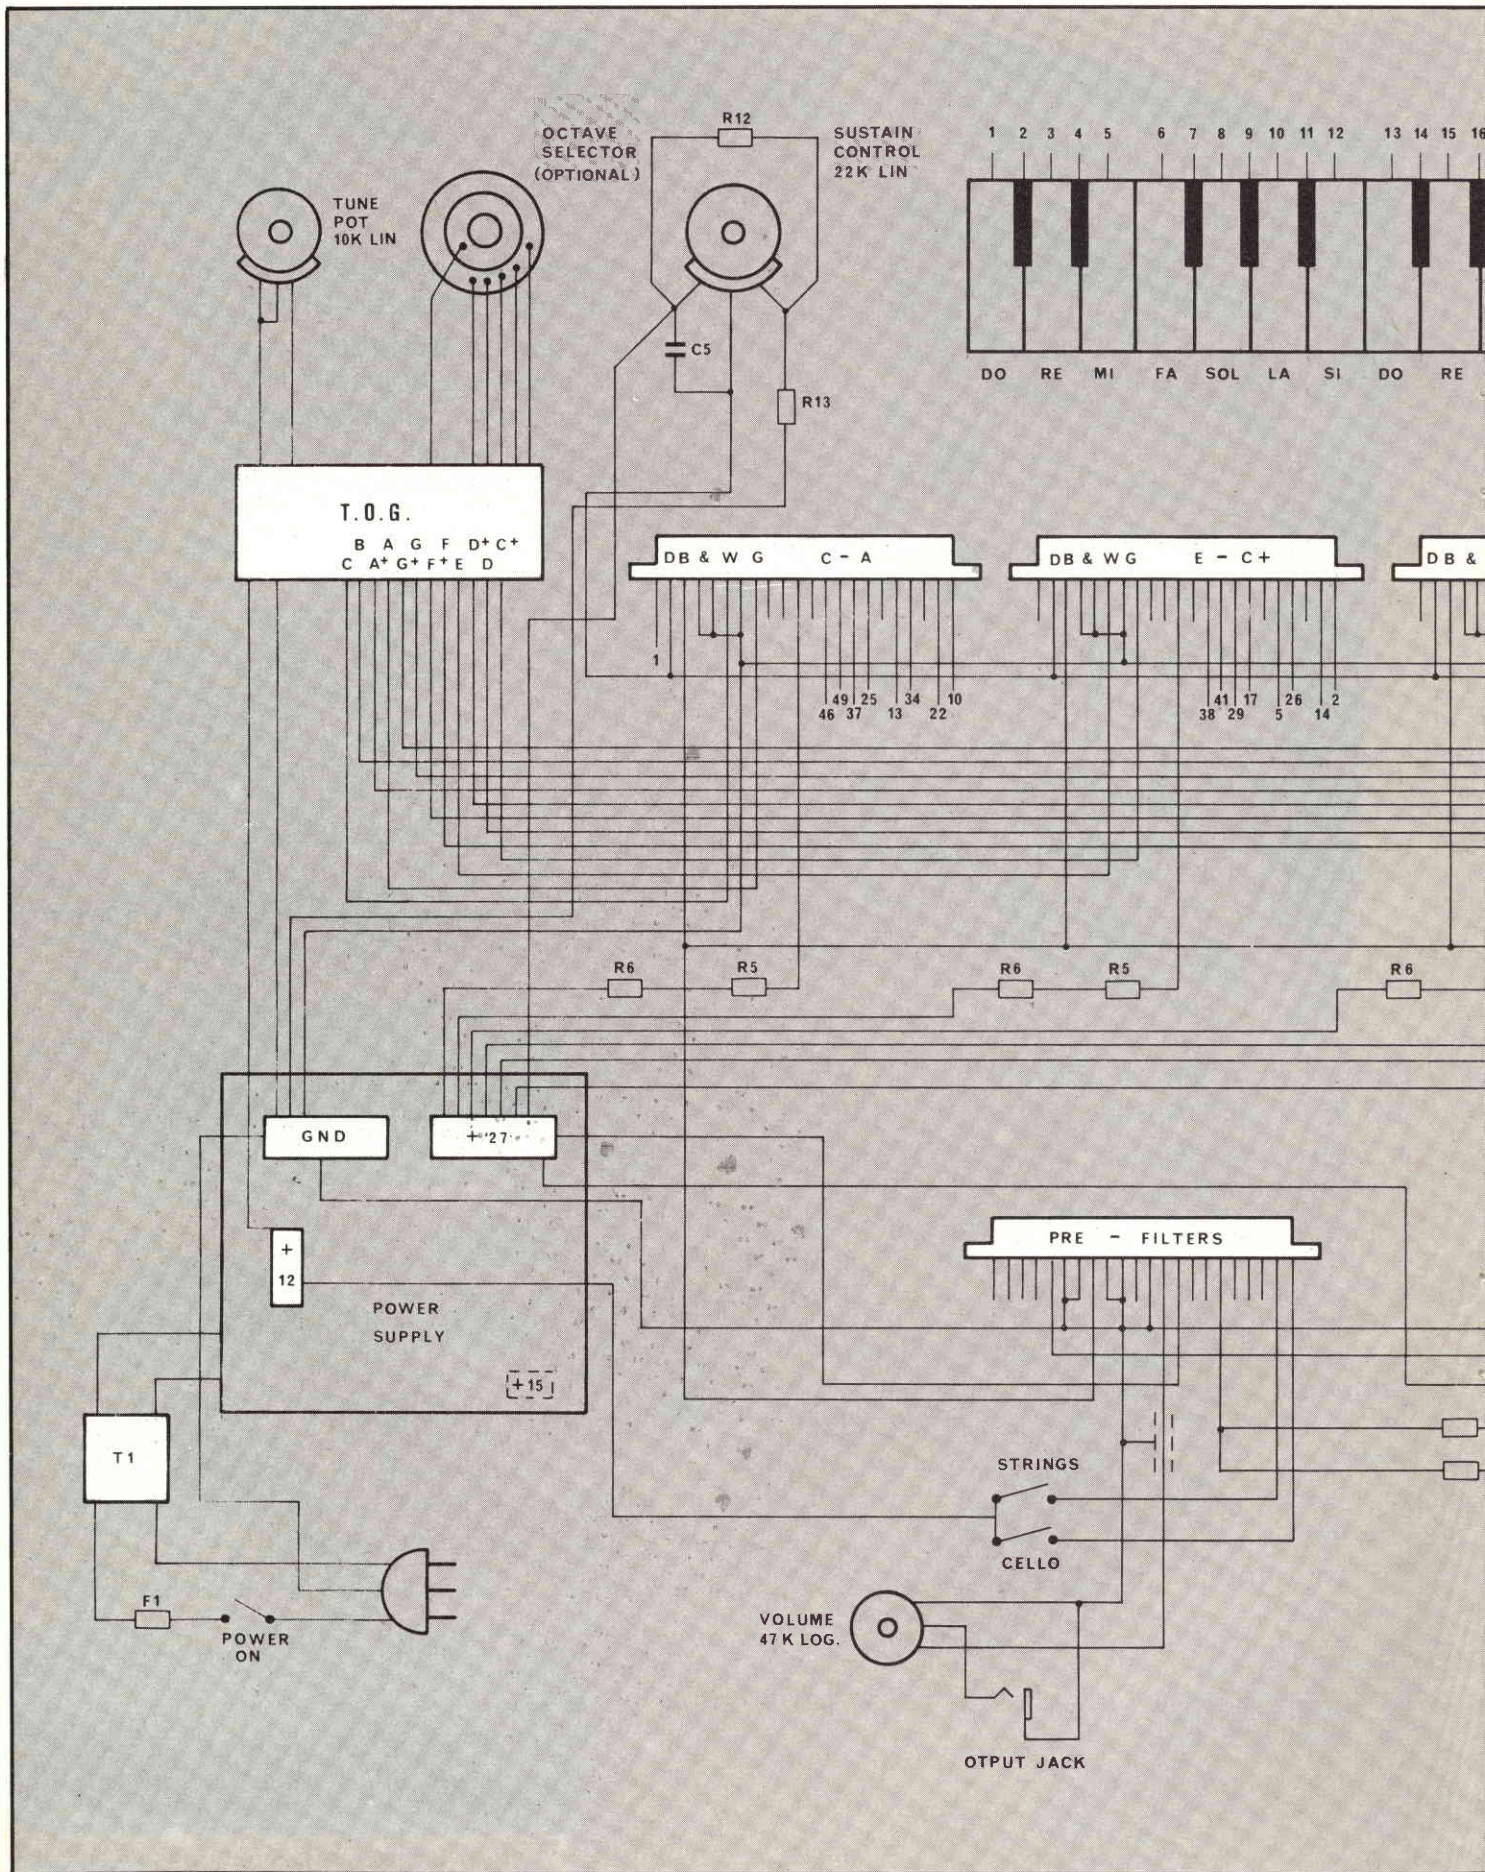 R12
OCTAVE
SELECTOR
(OPTIONAL)
SUSTAIN
CONTROL
22K LIN
1 2 3 4 5 6 7 8 9 10 11 12 13 14 15 16
TUNE
POT
10K LIN
C5
DO RE MI FA SOL LA SI DO RE
R13
T.O.G.
B A G F D+ C+
C A+ G+ F+ E D
DB & W G C - A
DB & W G E - C+
DB &
1
49 25 34 10
46 37 13 22
41 17 26 2
38 29 5 14
R6 R5 R6 R5 R6
GND
+ 27
PRE - FILTERS
+
12
POWER
SUPPLY
+ 15
T1
STRINGS
CELLO
F1
POWER
ON
VOLUME
47K LOG.
OTPUT JACK